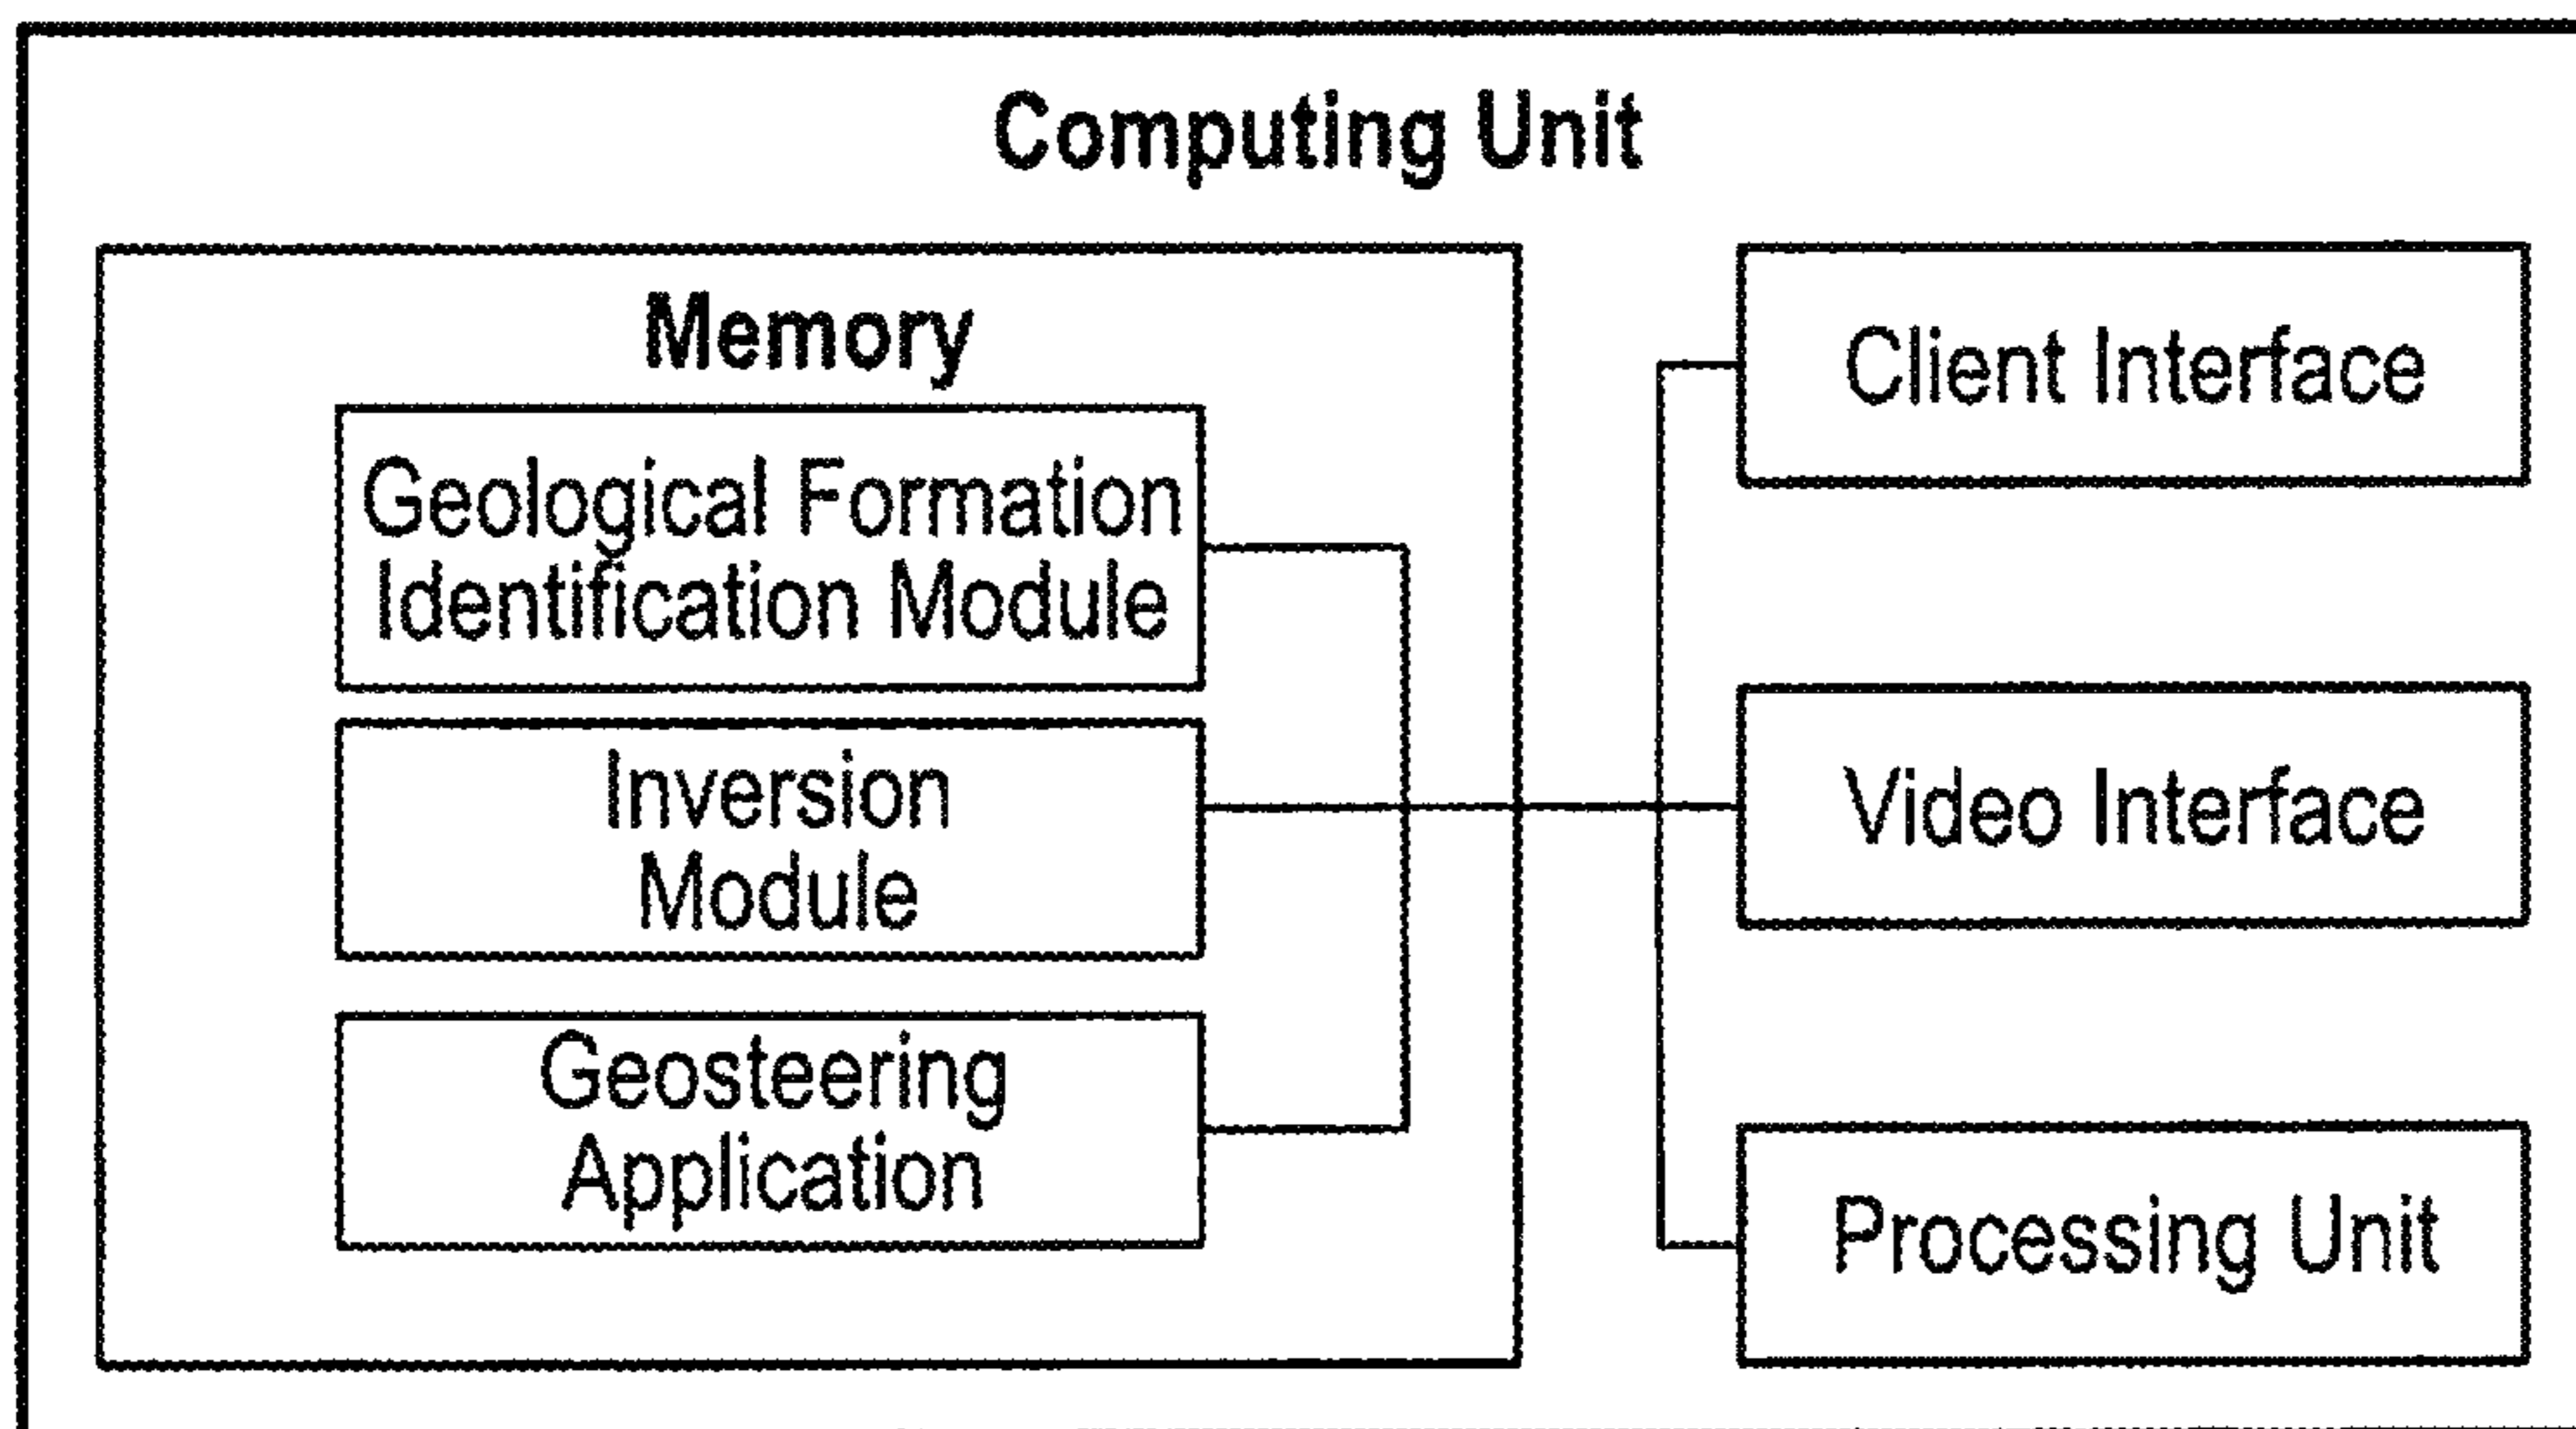 Computing Unit
Memory
Geological Formation
Identification Module
Inversion
Module
Geosteering
Application
Client Interface
Video Interface
Processing Unit